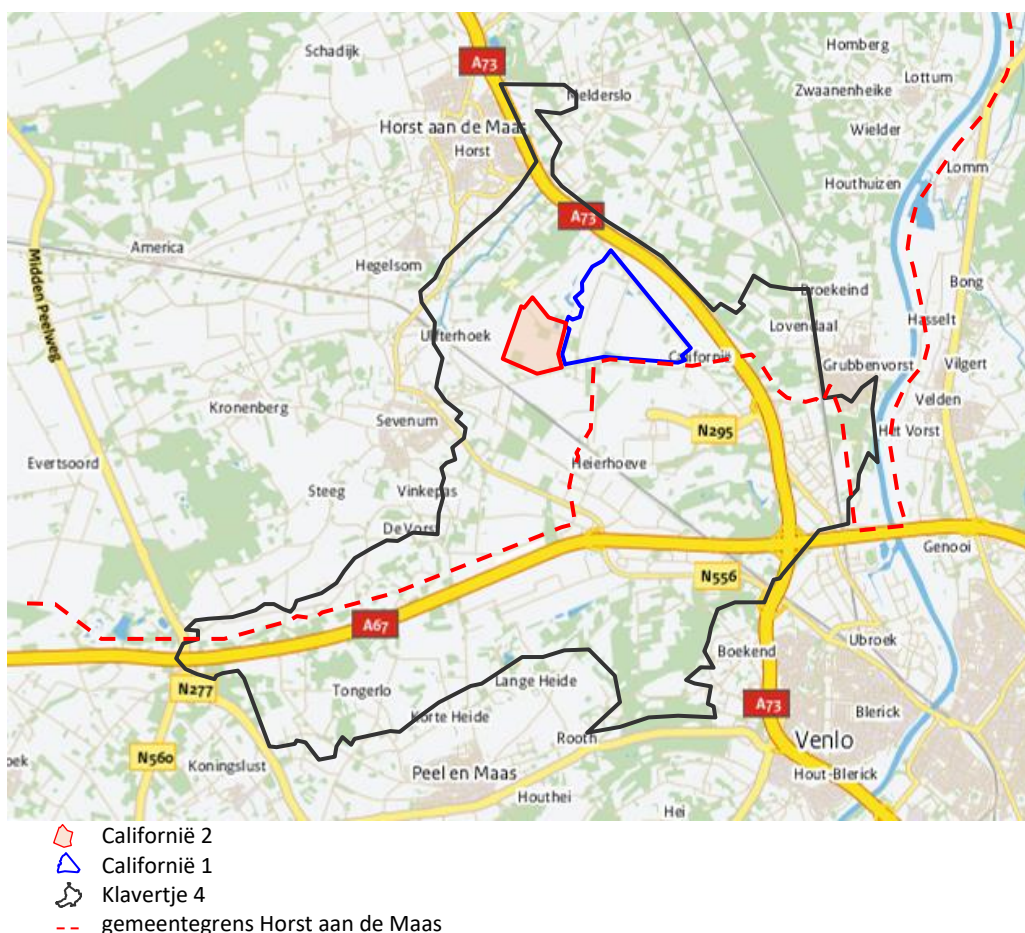 Homberg
Schadijk
A73
Lottum
Zwaanenheike
Melderslo
Horst aan de Maas
Wielder
Horst
Lomm
Houthuizen
A73
America
Hegelsom
Midden Peelweg
Bong
Broekeind
Hasselt
Lovendaal
Uitterhoek
Californië
Grubbenvorst
Vilgert
Kronenberg
Velden
Sevenum
N295
Het Vorst
Evertsoord
Heierhoeve
Steeg
Vinkepas
De Vorst
Genooi
N556
A67
Ubroek
Boekend
N277
Tongerlo
Lange Heide
A73
Blerick
Korte Heide
Rooth
Venlo
N560
oek
Koningslust
Peel en Maas
Hout-Blerick
Houthei
Hei
Californië 2
Californië 1
Klavertje 4
gemeentegrens Horst aan de Maas